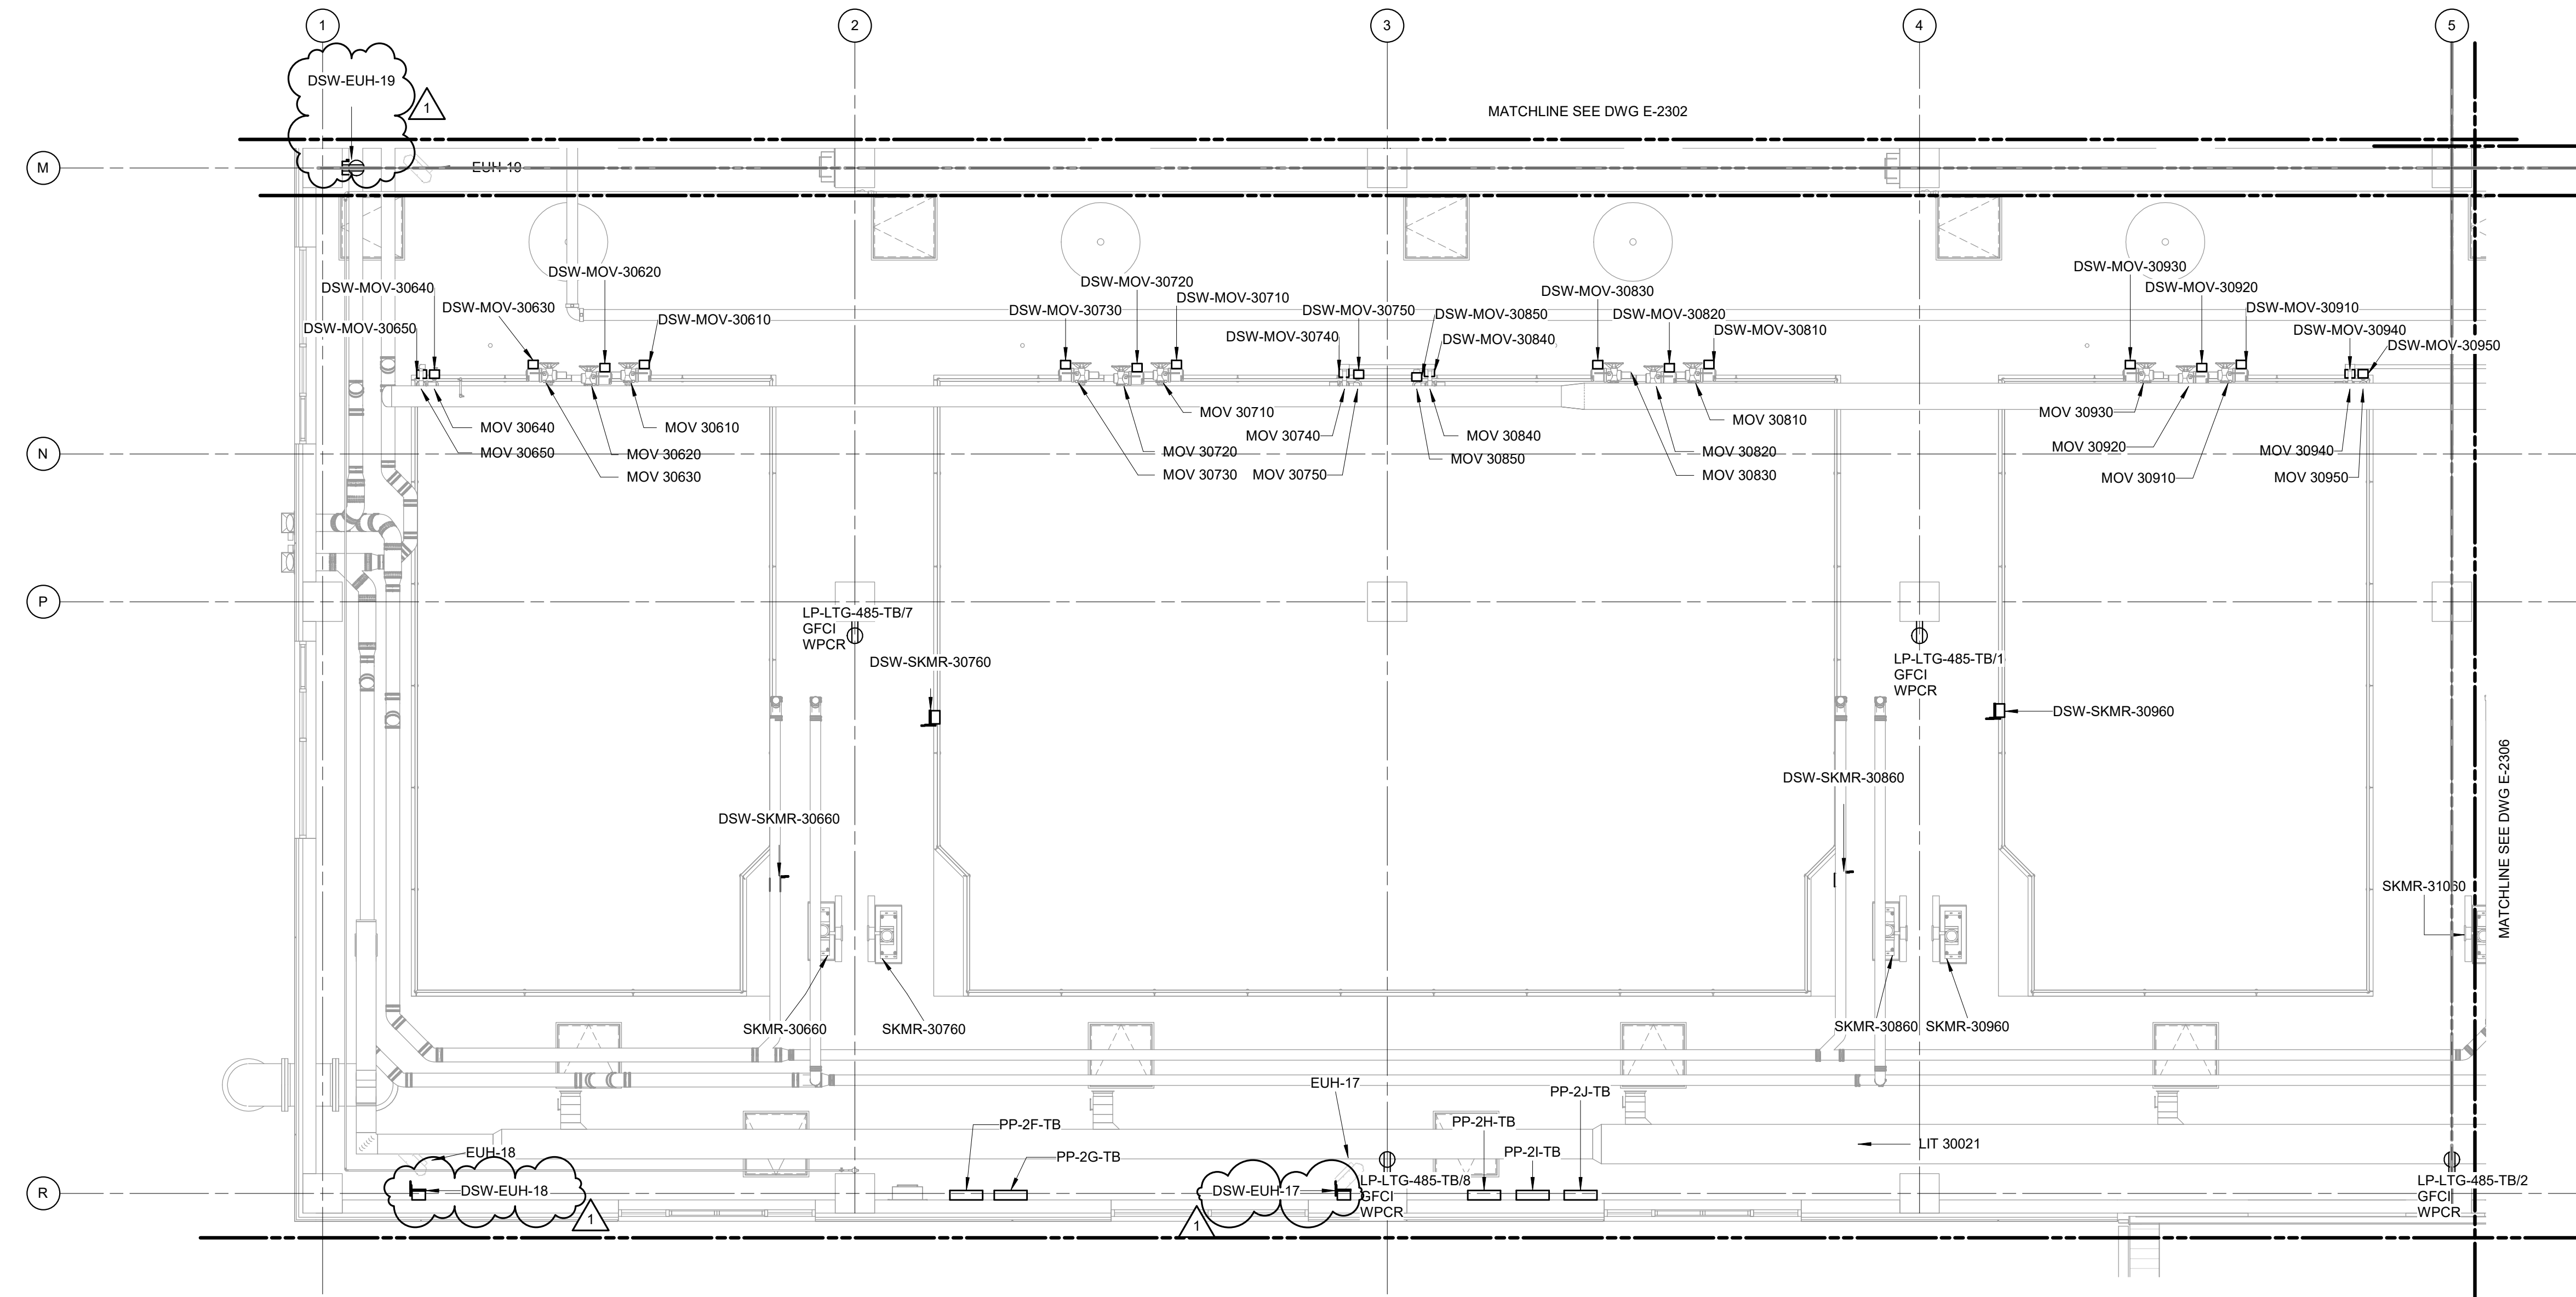 1
2
3
4
5
DSW-EUH-19
1
MATCHLINE SEE DWG E-2302
M
EUH-19
DSW-MOV-30640
DSW-MOV-30620
DSW-MOV-30650
DSW-MOV-30630
DSW-MOV-30610
DSW-MOV-30730
DSW-MOV-30720
DSW-MOV-30710
DSW-MOV-30740
DSW-MOV-30750
DSW-MOV-30850
DSW-MOV-30840
DSW-MOV-30830
DSW-MOV-30820
DSW-MOV-30810
DSW-MOV-30930
DSW-MOV-30920
DSW-MOV-30910
DSW-MOV-30940
DSW-MOV-30950
MOV 30640
MOV 30650
MOV 30610
MOV 30620
MOV 30630
MOV 30710
MOV 30720
MOV 30730
MOV 30740
MOV 30750
MOV 30840
MOV 30850
MOV 30810
MOV 30820
MOV 30830
MOV 30930
MOV 30920
MOV 30910
MOV 30940
MOV 30950
N
P
LP-LTG-485-TB/7
GFCI
WPCR
DSW-SKMR-30760
LP-LTG-485-TB/1
GFCI
WPCR
DSW-SKMR-30960
DSW-SKMR-30660
DSW-SKMR-30860
MATCHLINE SEE DWG E-2306
SKMR-31060
SKMR-30660
SKMR-30760
SKMR-30860
SKMR-30960
EUH-17
PP-2J-TB
PP-2F-TB
PP-2H-TB
PP-2G-TB
PP-2I-TB
LIT 30021
EUH-18
R
DSW-EUH-18
1
DSW-EUH-17
1
LP-LTG-485-TB/8
GFCI
WPCR
LP-LTG-485-TB/2
GFCI
WPCR